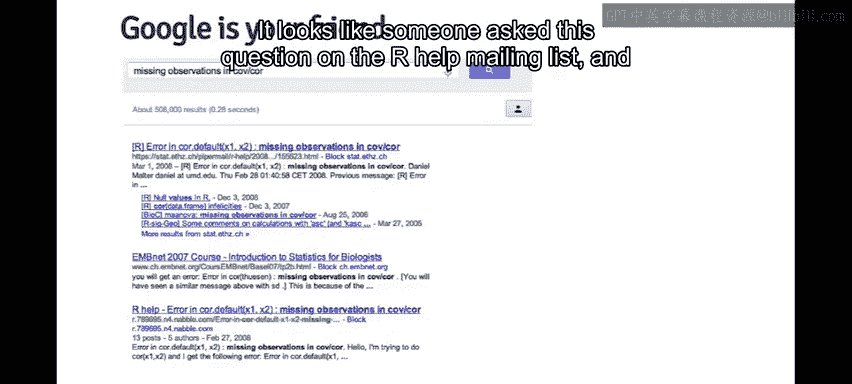 Google is your friend
It looks like someone asked this
question on the R help mailing list, and
missing observations in cov/cor
About 508,000 results (0.28 seconds)
[R] Error in cor.default(x1, x2) : missing observations in cov/cor
https://stat.ethz.ch/pipermail/r-help/2008.../155523.html - Block stat.ethz.ch
Mar 1, 2008 – [R] Error in cor.default(x1, x2) : missing observations in cov/cor. Daniel
Malter daniel at umd.edu. Thu Feb 28 01:40:58 CET 2008. Previous message: [R] Error
in ...
[R] Null values in R. - Dec 3, 2008
[R] cor(data.frame) infelicities - Dec 3, 2007
[BioC] maanova: missing observations in cov/cor - Aug 25, 2006
[R-sig-Geo] Some comments on calculations with 'asc' (and 'kasc ... - Mar 27, 2005
More results from stat.ethz.ch »
EMBnet 2007 Course - Introduction to Statistics for Biologists
www.ch.embnet.org/CoursEMBnet/Basel07/tp2b.html - Block ch.embnet.org
you will get an error: Error in cor(thuesen) : missing observations in cov/cor . [You will
have seen a similar message above with sd .] This is because of the ...
R help - Error in cor.default(x1, x2) : missing observations in cov/cor
r.789695.n4.nabble.com/Error-in-cor-default-x1-x2-missing-... - Block
r.789695.n4.nabble.com
13 posts - 5 authors - Feb 27, 2008
Error in cor.default(x1, x2) : missing observations in cov/cor. Hello, I'm trying to do
cor(x1,x2) and I get the following error: Error in cor.default(x1, ...